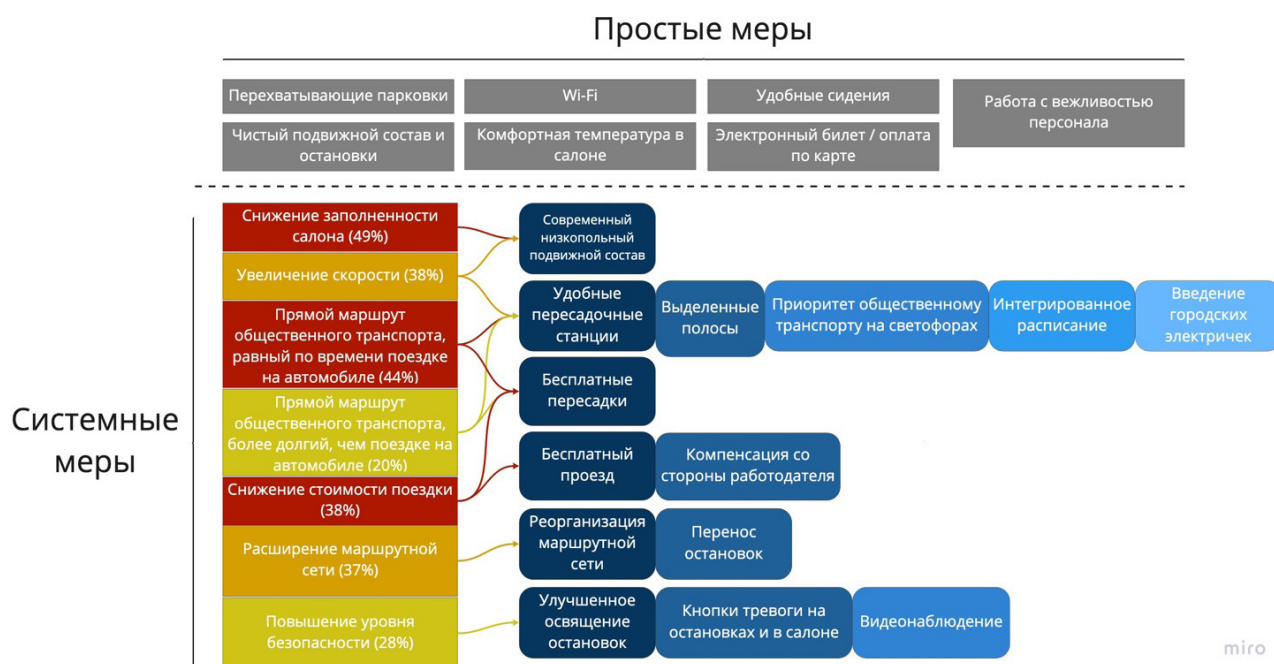 Простые меры
Перехватывающие парковки
Wi-Fi
Удобные сидения
Работа с вежливостью
персонала
Чистый подвижной состав и
остановки
Комфортная температура в
салоне
Электронный билет / оплата
по карте
Системные
меры
Снижение заполненности
салона (49%)
Увеличение скорости (38%)
Прямой маршрут
общественного транспорта,
равный по времени поездке
на автомобиле (44%)
Прямой маршрут
общественного транспорта,
более долгий, чем поездке на
автомобиле (20%)
Снижение стоимости поездки
(38%)
Расширение маршрутной
сети (37%)
Повышение уровня
безопасности (28%)
Современный
низкопольный
подвижной состав
Удобные
пересадочные
станции
Выделенные
полосы
Приоритет общественному
транспорту на светофорах
Интегрированное
расписание
Введение
городских
электричек
Бесплатные
пересадки
Бесплатный
проезд
Компенсация со
стороны работодателя
Реорганизация
маршрутной
сети
Перенос
остановок
Улучшенное
освящение
остановок
Кнопки тревоги на
остановках и в салоне
Видеонаблюдение
miro